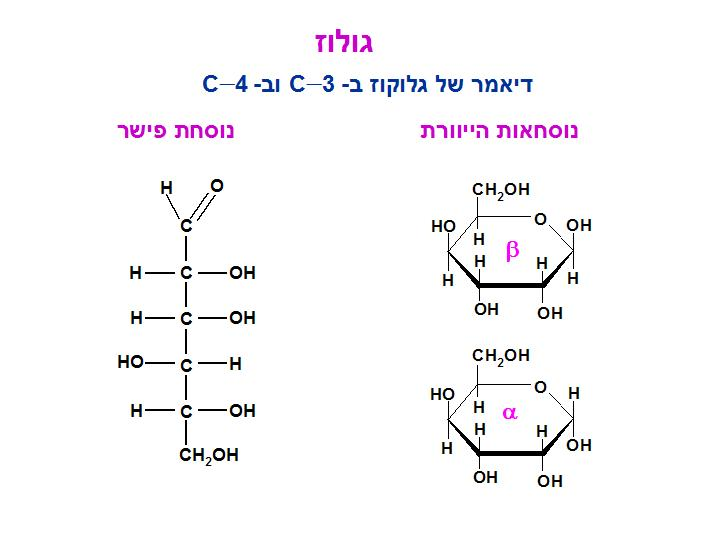 גולוז
דיאמר של גלוקוז ב- C—3 וב- C—4
נוסחאות הייוורת
נוסחת פישר
H O
C
H C OH
H C OH
HO C H
H C OH
CH2OH
CH2OH
HO O OH
H β
H H
H H
OH OH
CH2OH
HO O H
H α
H H
H OH
OH OH